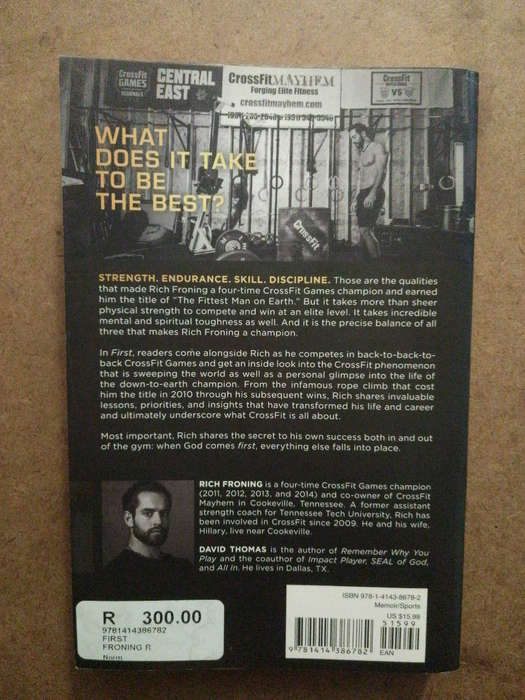 CrossFit
GAMES
REGIONALS
CENTRAL
EAST
CrossFit MAYHEM
Forging Elite Fitness
crossfitmayhem.com
CrossFit
VS
WHAT
DOES IT TAKE
TO BE
THE BEST?
CrossFit
STRENGTH. ENDURANCE. SKILL. DISCIPLINE. Those are the qualities
that made Rich Froning a four-time CrossFit Games champion and earned
him the title of "The Fittest Man on Earth." But it takes more than sheer
physical strength to compete and win at an elite level. It takes incredible
mental and spiritual toughness as well. And it is the precise balance of all
three that makes Rich Froning a champion.
In First, readers come alongside Rich as he competes in back-to-back-to-
back CrossFit Games and get an inside look into the CrossFit phenomenon
that is sweeping the world as well as a personal glimpse into the life of
the down-to-earth champion. From the infamous rope climb that cost
him the title in 2010 through his subsequent wins, Rich shares invaluable
lessons, priorities, and insights that have transformed his life and career
and ultimately underscore what CrossFit is all about.
Most important, Rich shares the secret to his own success both in and out
of the gym: when God comes first, everything else falls into place.
RICH FRONING is a four-time CrossFit Games champion
(2011, 2012, 2013, and 2014) and co-owner of CrossFit
Mayhem in Cookeville, Tennessee. A former assistant
strength coach for Tennessee Tech University, Rich has
been involved in CrossFit since 2009. He and his wife,
Hillary, live near Cookeville.
DAVID THOMAS is the author of Remember Why You
Play and the coauthor of Impact Player, SEAL of God,
and All In. He lives in Dallas, TX.
R 300.00
9781414386782
FIRST
FRONING R
Norm
ISBN 978-1-4143-8678-2
Memoir/Sports
US $15.99
51599
9 781414 386782 EAN